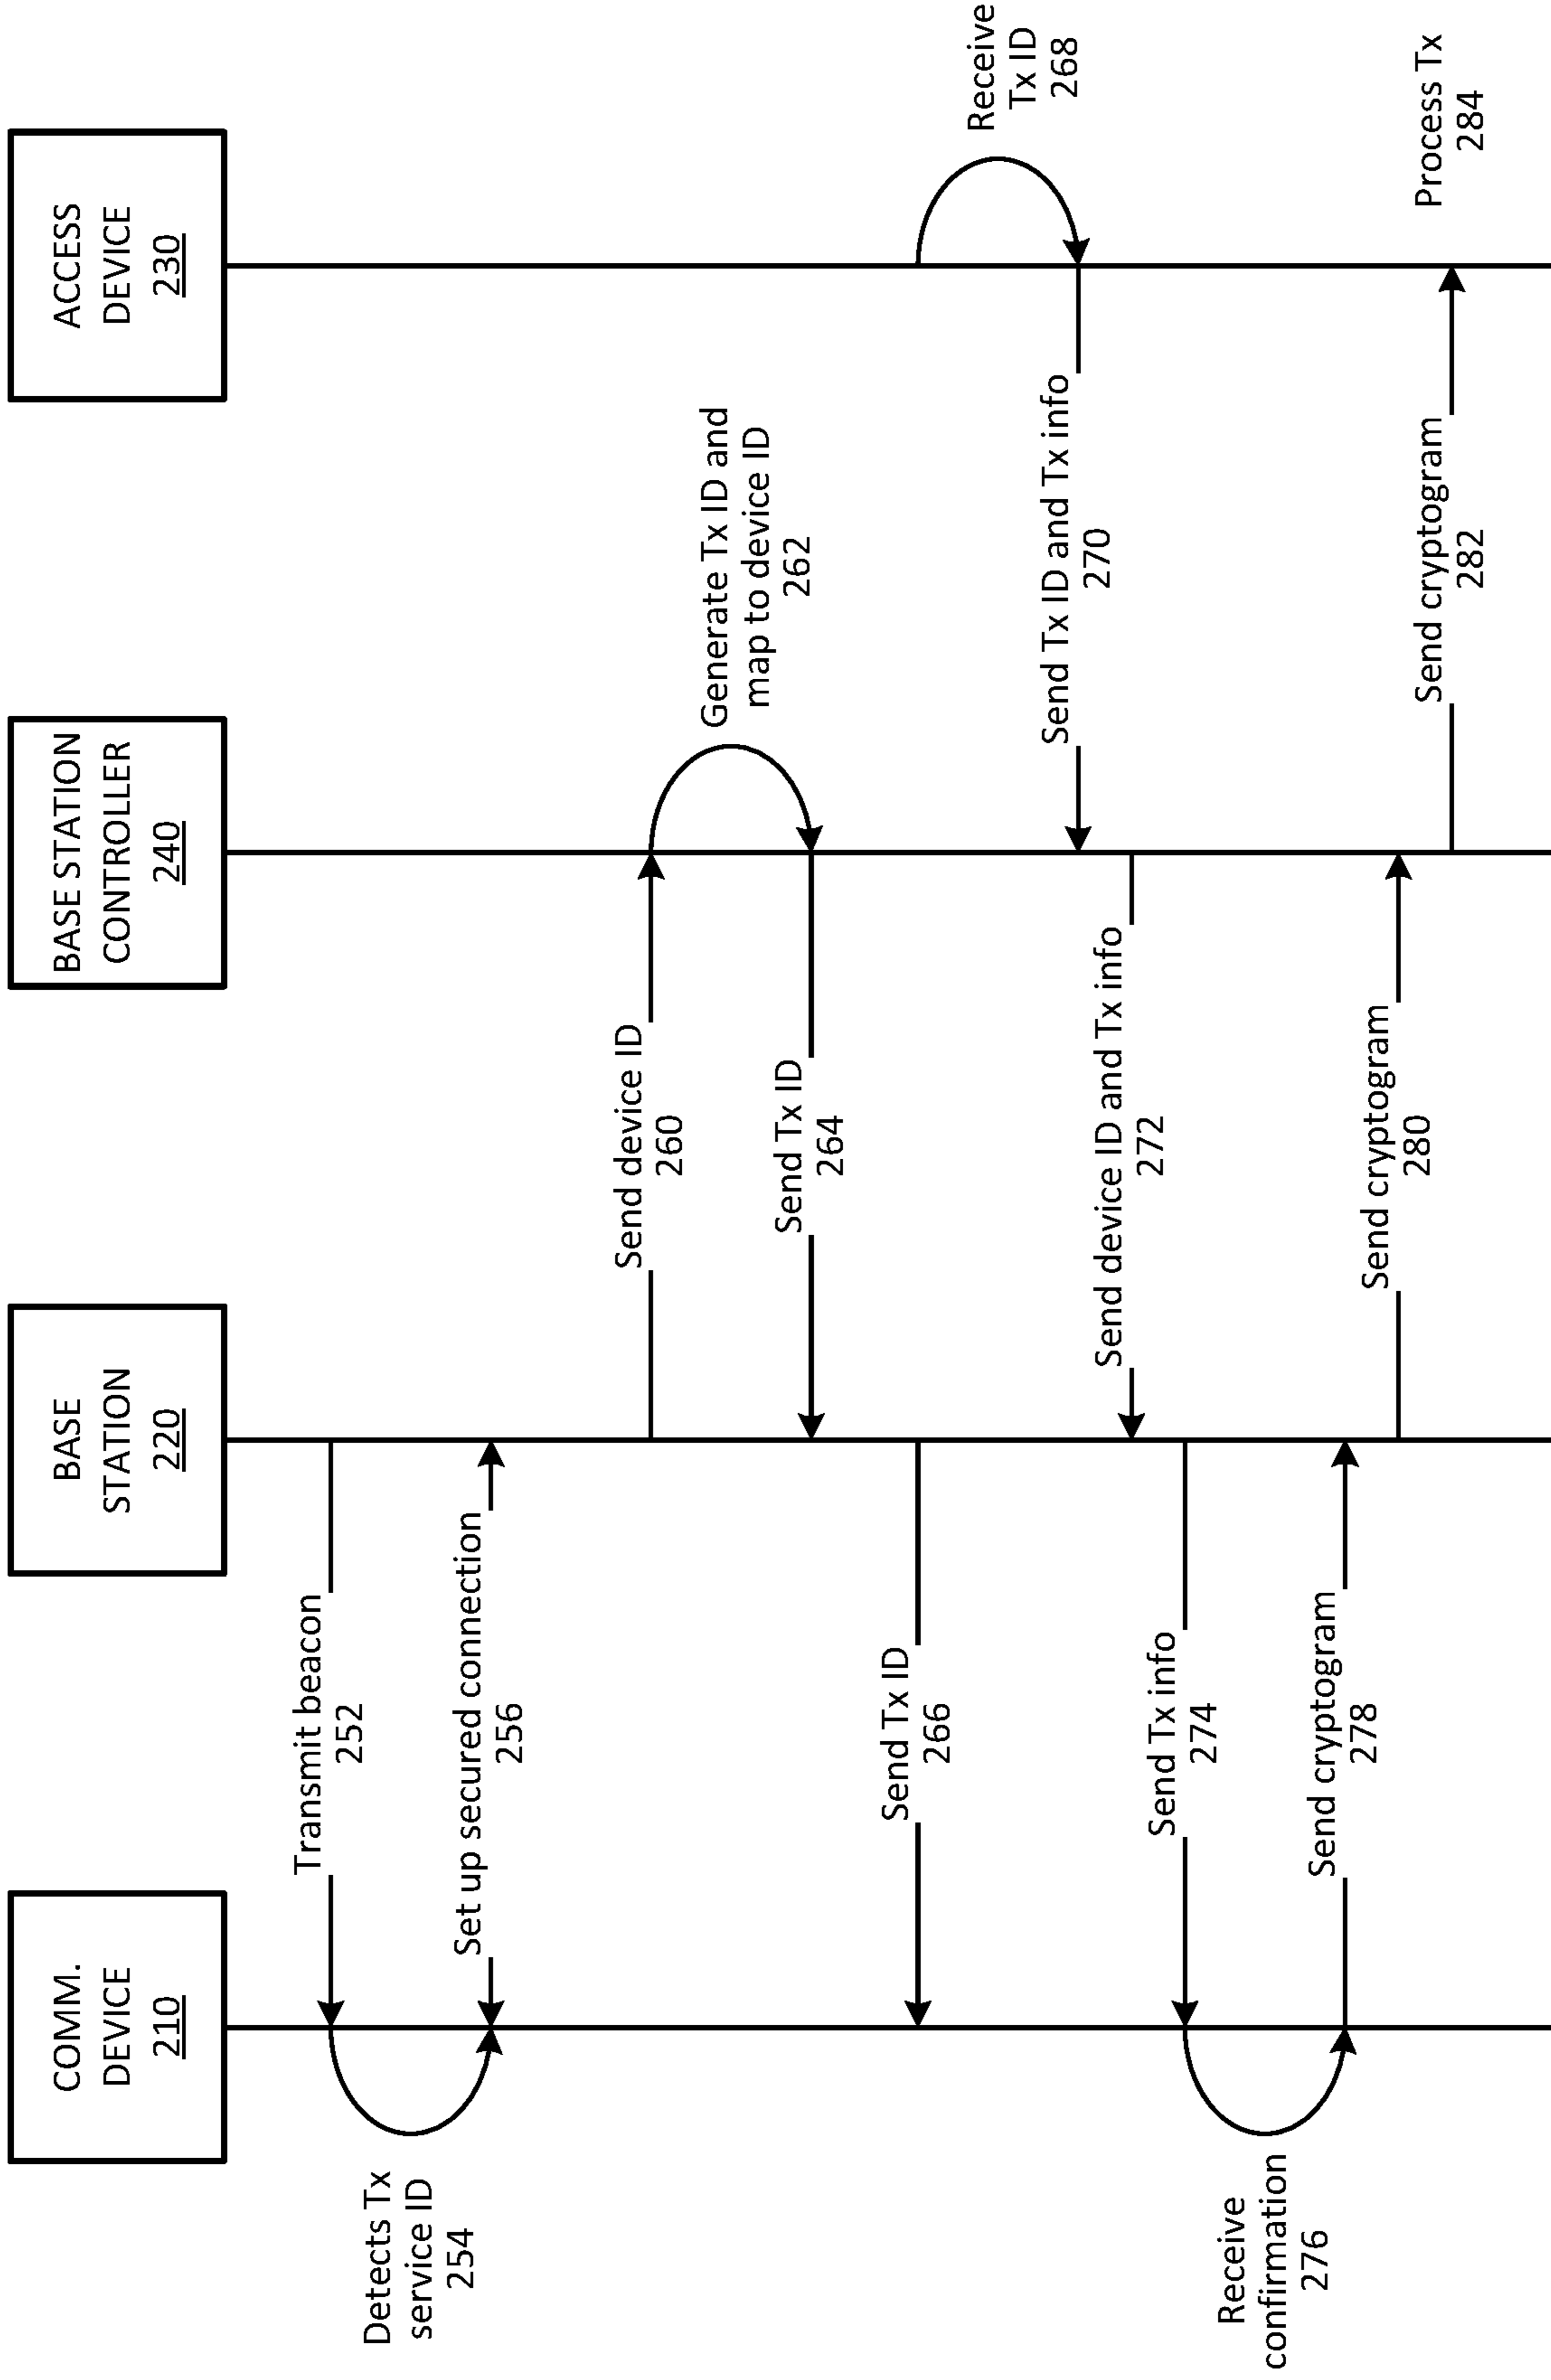 COMM.
DEVICE
210
BASE
STATION
220
BASE STATION
CONTROLLER
240
ACCESS
DEVICE
230
Transmit beacon
252
Detects Tx
service ID
254
Set up secured connection
256
Send device ID
260
Generate Tx ID and
map to device ID
262
Send Tx ID
264
Send Tx ID
266
Receive
Tx ID
268
Send Tx ID and Tx info
270
Send device ID and Tx info
272
Send Tx info
274
Receive
confirmation
276
Send cryptogram
278
Send cryptogram
280
Send cryptogram
282
Process Tx
284